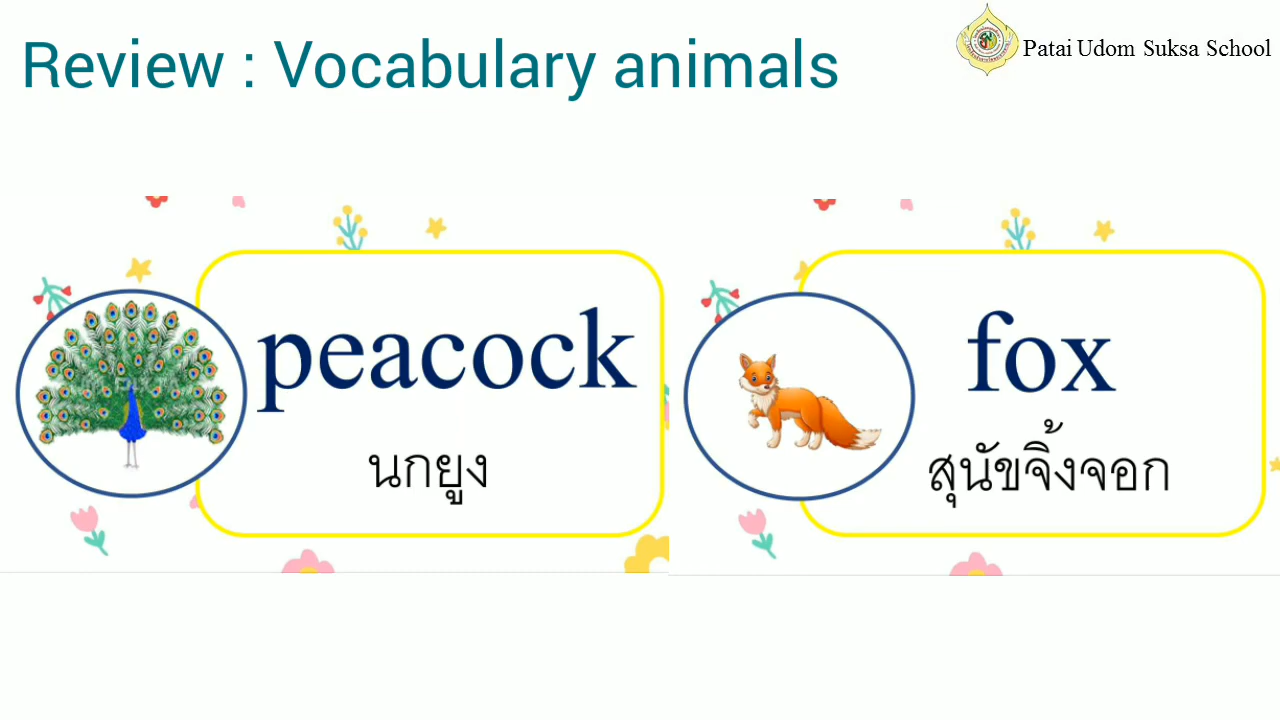 Review : Vocabulary animals
Patai Udom Suksa School
peacock
นกยูง
fox
สุนัขจิ้งจอก